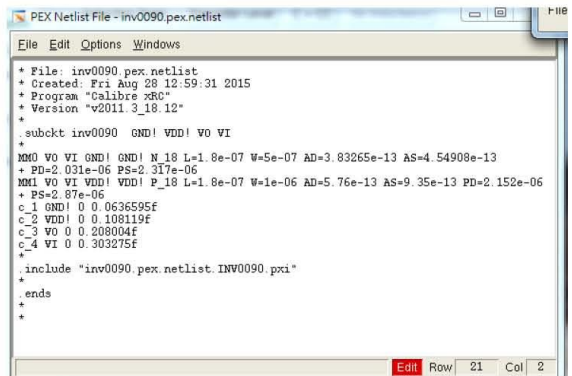 PEX Netlist File - inv0090.pex.netlist
File
File Edit Options Windows
* File: inv0090.pex.netlist
* Created: Fri Aug 28 12:59:31 2015
* Program "Calibre xRC"
* Version "v2011.3_18.12"
*
.subckt inv0090  GND! VDD! VO VI
*
MM0 VO VI GND! GND! N_18 L=1.8e-07 W=5e-07 AD=3.83265e-13 AS=4.54908e-13
+ PD=2.031e-06 PS=2.317e-06
MM1 VO VI VDD! VDD! P_18 L=1.8e-07 W=1e-06 AD=5.76e-13 AS=9.35e-13 PD=2.152e-06
+ PS=2.87e-06
c_1 GND! 0 0.0636595f
c_2 VDD! 0 0.108119f
c_3 VO 0 0.208004f
c_4 VI 0 0.303275f
*
.include "inv0090.pex.netlist.INV0090.pxi"
*
.ends
*
*
Edit Row 21 Col 2